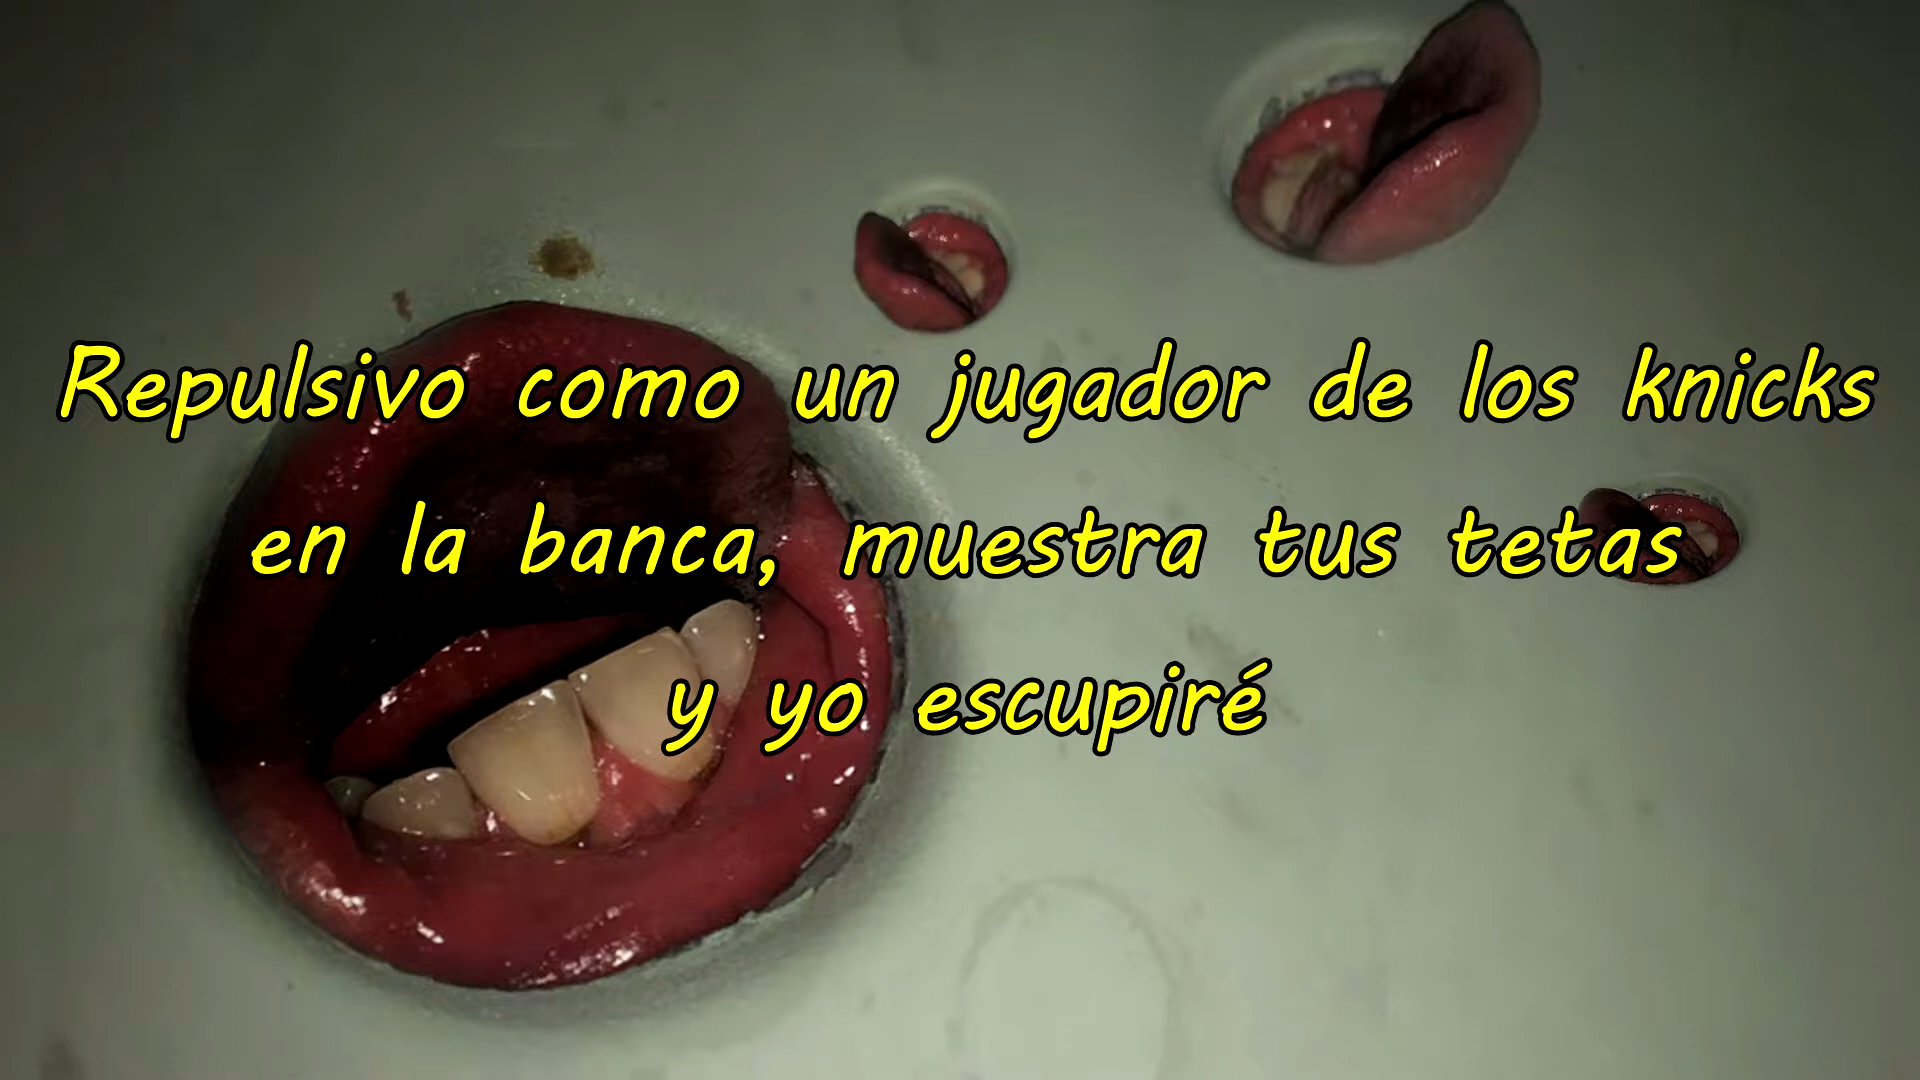 Repulsivo como un jugador de los knicks
en la banca, muestra tus tetas
y yo escupiré